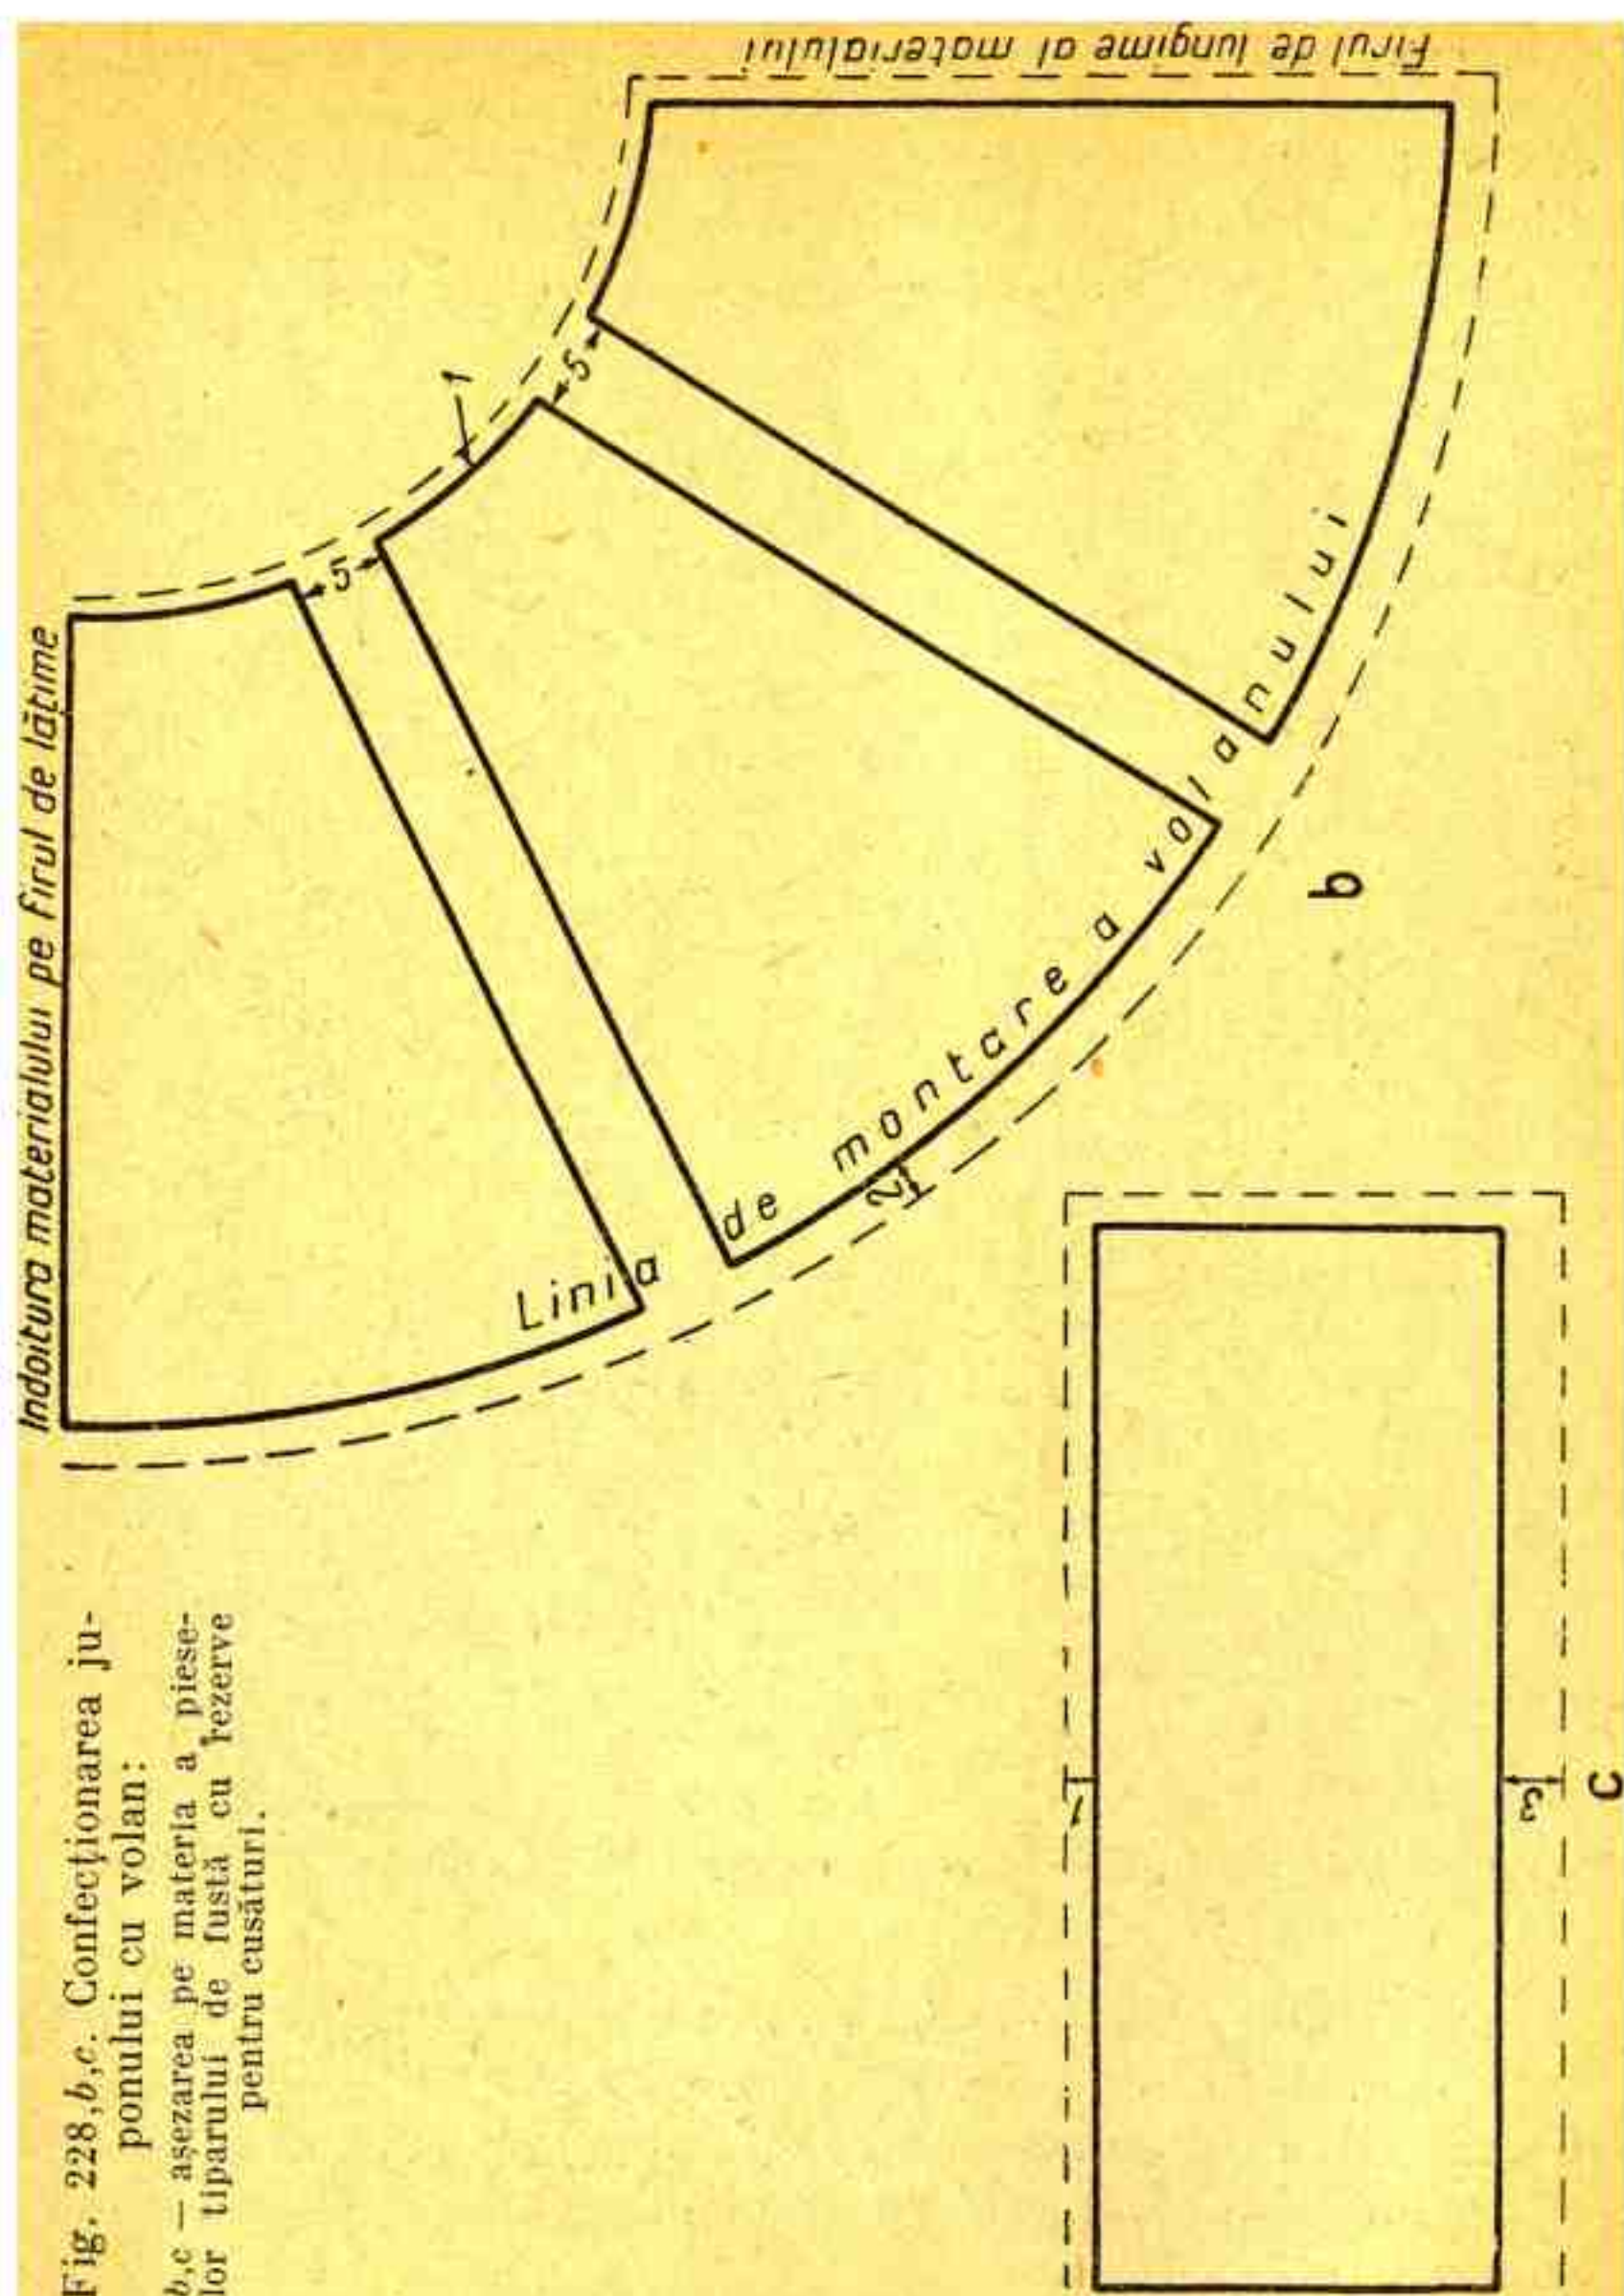 Indoitura materialului pe firul de lătime
Firul de lungime al materialului
5
1
5
Linia de montare a volanului
2
b
1
3
c
Fig. 228,b,c. Confecționarea ju-
ponului cu volan:
b,c — așezarea pe materia a piese-
lor tiparului de fustă cu rezerve
pentru cusături.